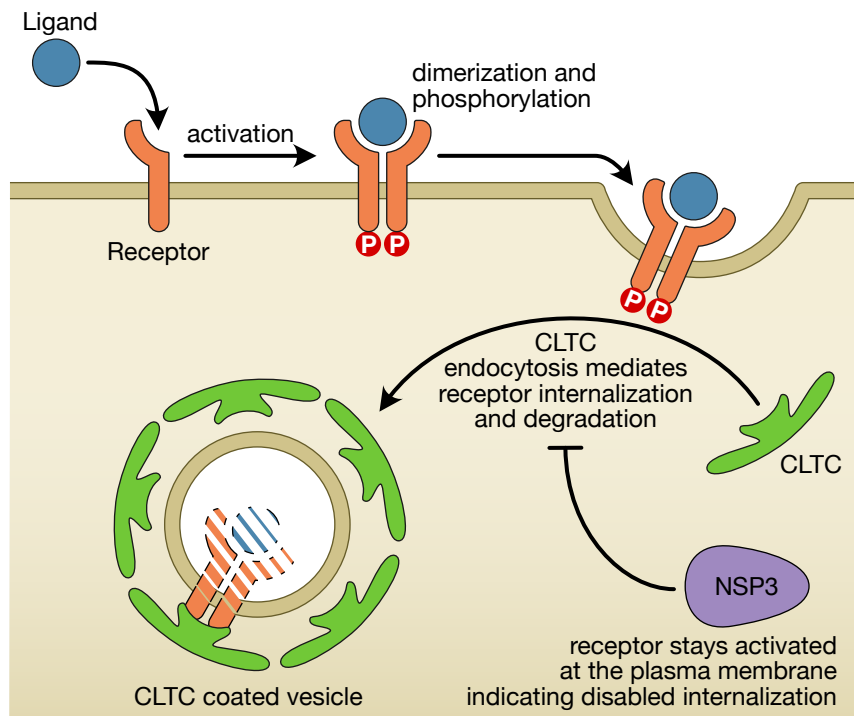 Ligand
dimerization and
phosphorylation
activation
Receptor
P P
P
P
CLTC
endocytosis mediates
receptor internalization
and degradation
CLTC
NSP3
receptor stays activated
at the plasma membrane
indicating disabled internalization
CLTC coated vesicle